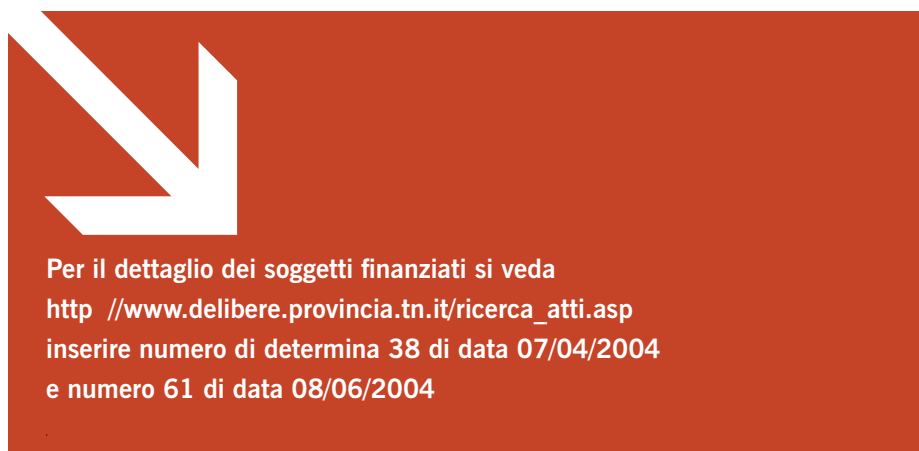 Per il dettaglio dei soggetti finanziati si veda
http //www.delibere.provincia.tn.it/ricerca_atti.asp
inserire numero di determina 38 di data 07/04/2004
e numero 61 di data 08/06/2004
.